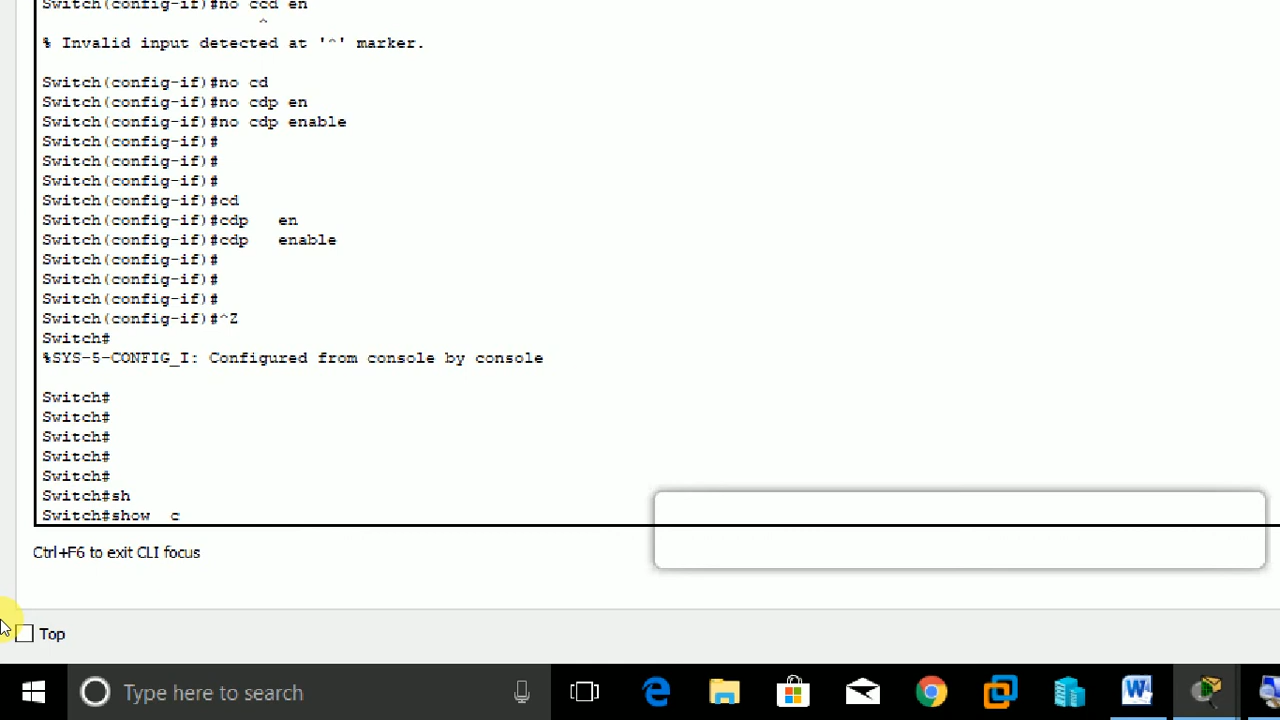 Switch(config-if)#no ccd en
^
% Invalid input detected at '^' marker.
Switch(config-if)#no cd
Switch(config-if)#no cdp en
Switch(config-if)#no cdp enable
Switch(config-if)#
Switch(config-if)#
Switch(config-if)#
Switch(config-if)#cd
Switch(config-if)#cdp   en
Switch(config-if)#cdp   enable
Switch(config-if)#
Switch(config-if)#
Switch(config-if)#
Switch(config-if)#^Z
Switch#
%SYS-5-CONFIG_I: Configured from console by console
Switch#
Switch#
Switch#
Switch#
Switch#
Switch#sh
Switch#show  c
Ctrl+F6 to exit CLI focus
Top
Type here to search